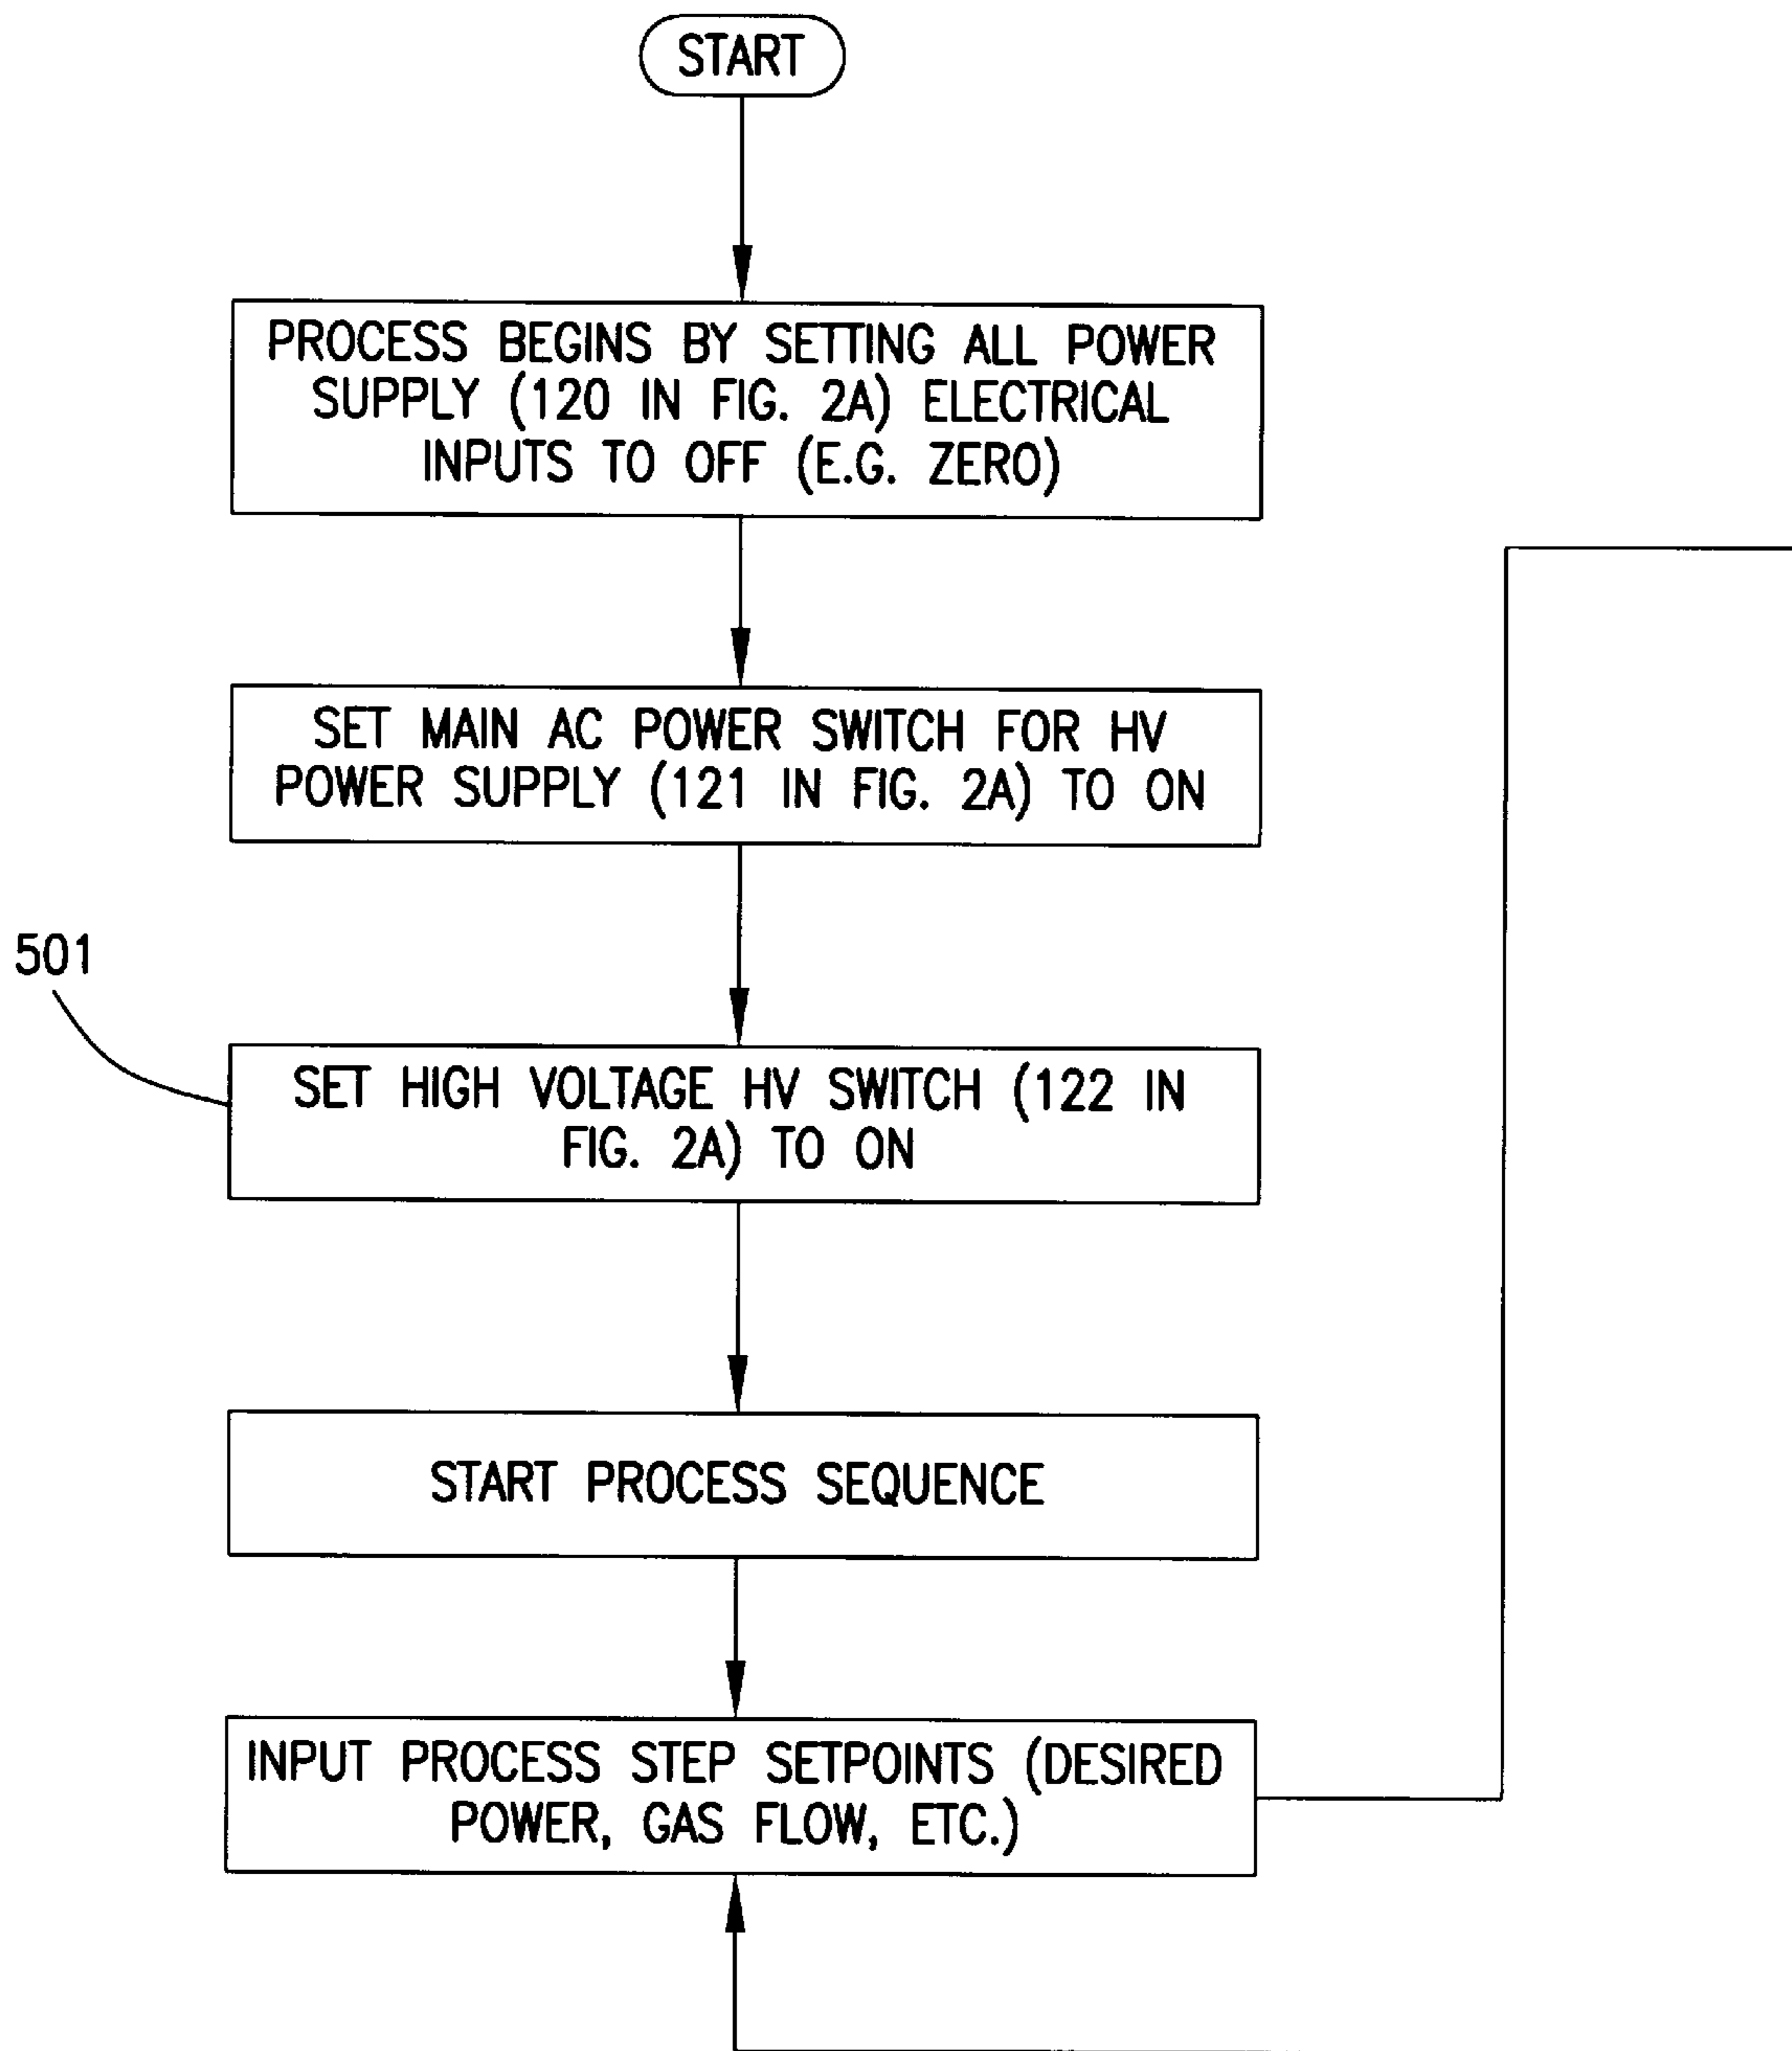 START
PROCESS BEGINS BY SETTING ALL POWER
SUPPLY (120 IN FIG. 2A) ELECTRICAL
INPUTS TO OFF (E.G. ZERO)
SET MAIN AC POWER SWITCH FOR HV
POWER SUPPLY (121 IN FIG. 2A) TO ON
501
SET HIGH VOLTAGE HV SWITCH (122 IN
FIG. 2A) TO ON
START PROCESS SEQUENCE
INPUT PROCESS STEP SETPOINTS (DESIRED
POWER, GAS FLOW, ETC.)